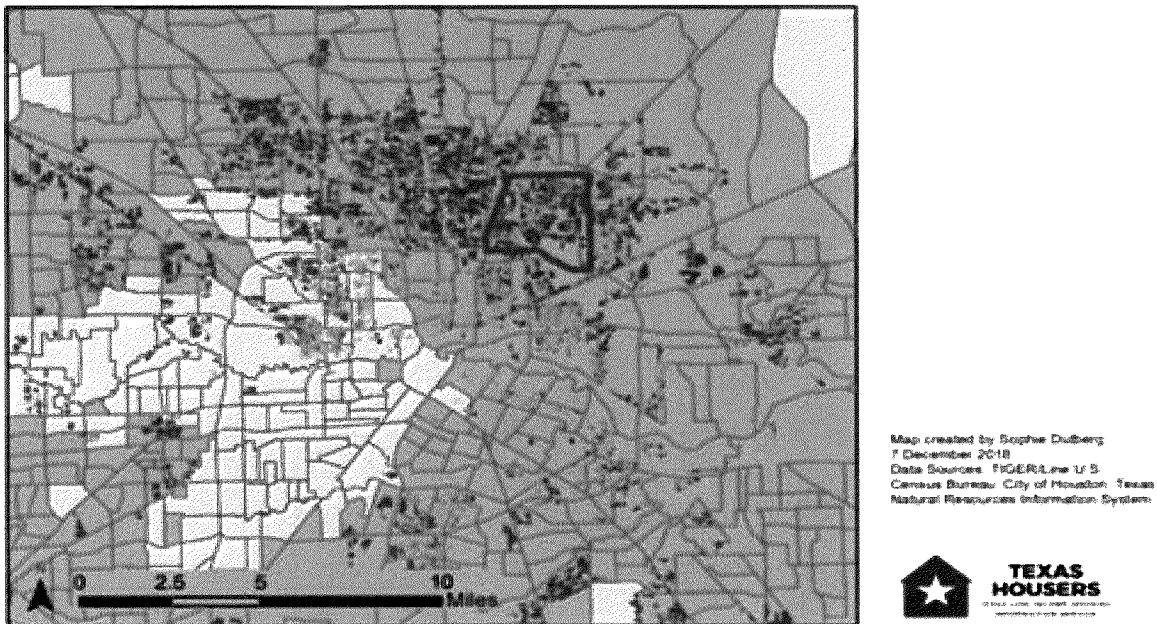 0 2.5 5 10
Miles
Map created by Sophie Dulberg
7 December 2018
Data Sources: TIGER/Line U.S.
Census Bureau, City of Houston, Texas
Natural Resources Information System
TEXAS
HOUSERS